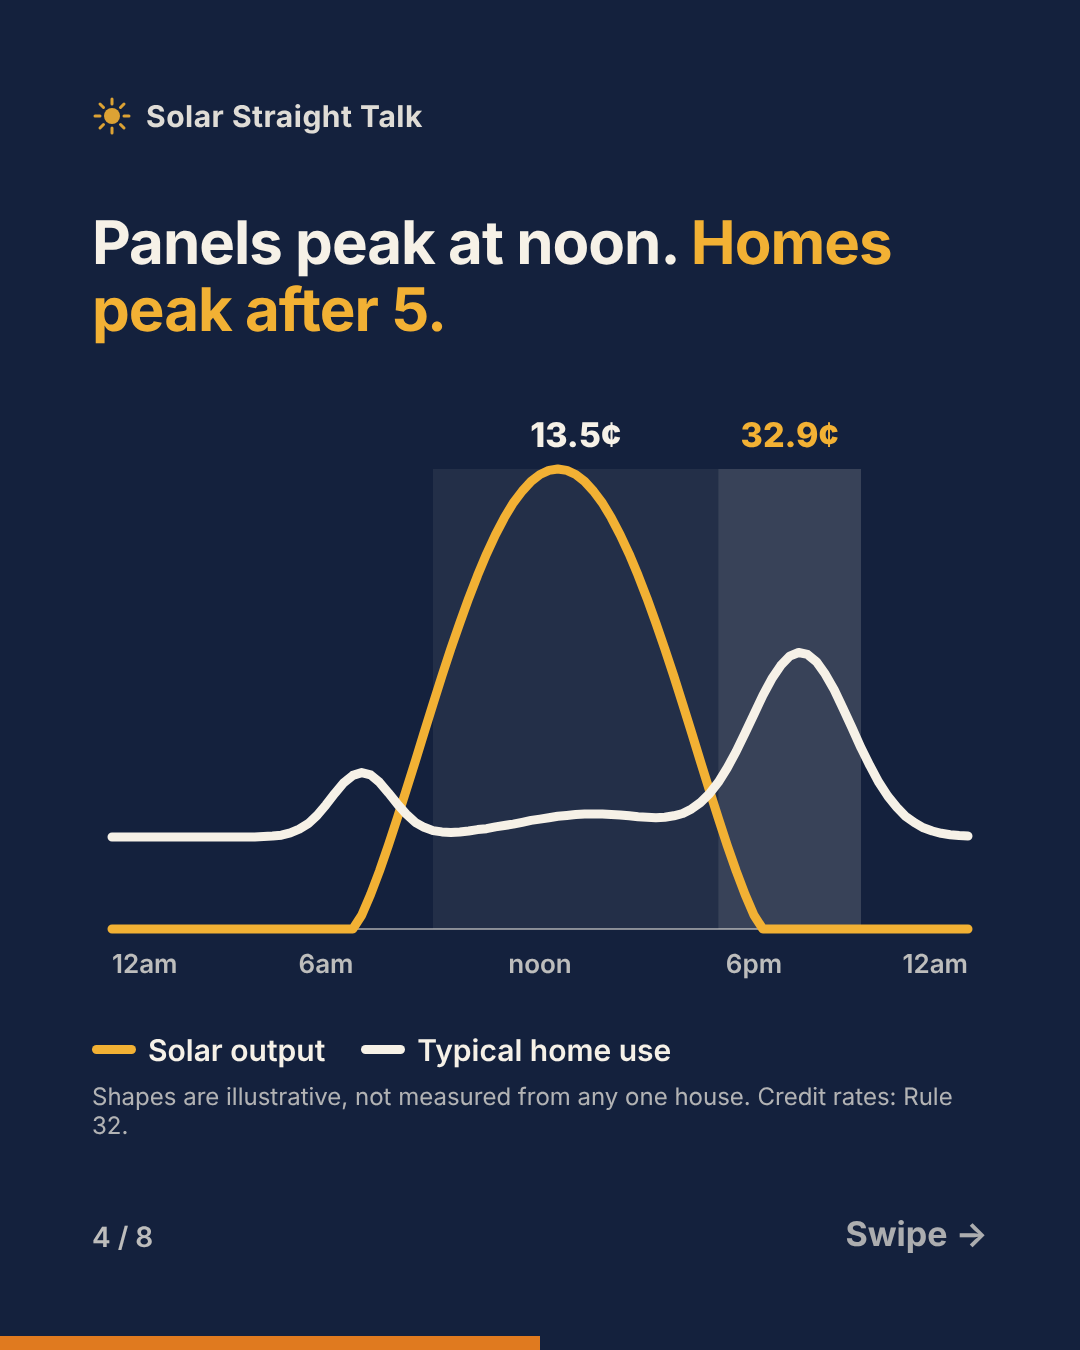 Solar Straight Talk
Panels peak at noon. Homes
peak after 5.
13.5¢ 32.9¢
12am 6am noon 6pm 12am
Solar output Typical home use
Shapes are illustrative, not measured from any one house. Credit rates: Rule
32.
4 / 8 Swipe →